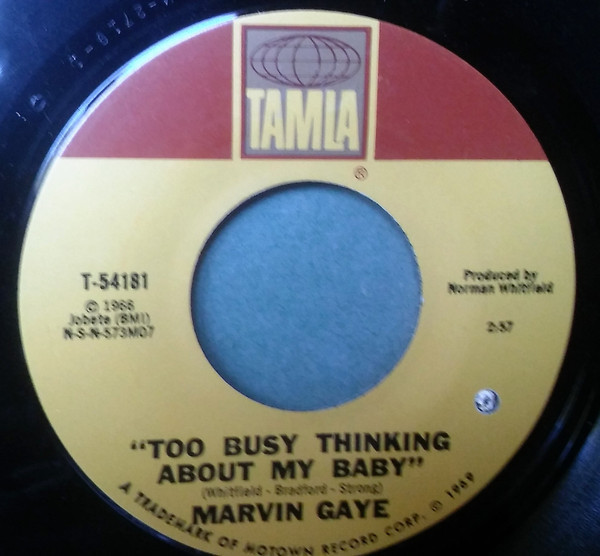 TAMLA
®
T-54181
© 1966
Jobete (BMI)
N-S-N-573M07
Produced by
Norman Whitfield
2:57
"TOO BUSY THINKING
ABOUT MY BABY"
(Whitfield - Bradford - Strong)
MARVIN GAYE
A TRADEMARK OF MOTOWN RECORD CORP. © 1969